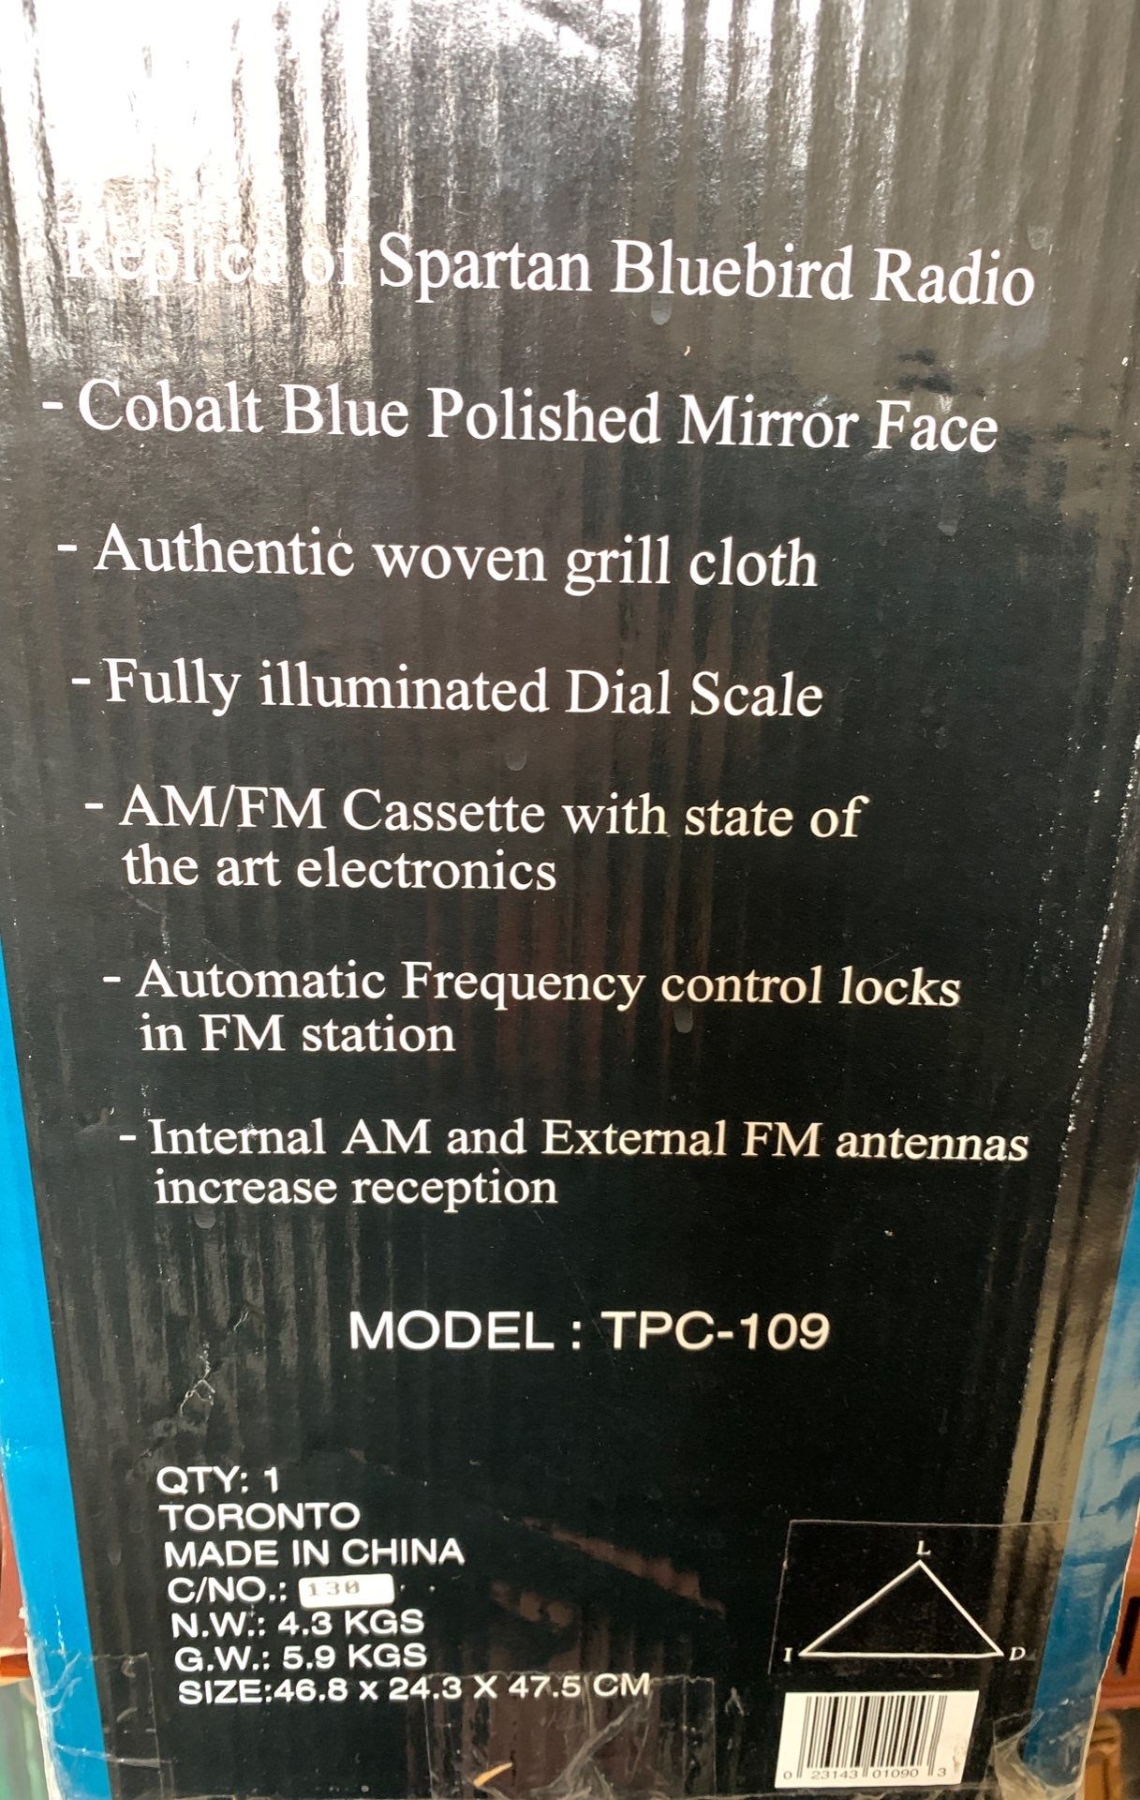 Replica of Spartan Bluebird Radio
- Cobalt Blue Polished Mirror Face
- Authentic woven grill cloth
- Fully illuminated Dial Scale
- AM/FM Cassette with state of
the art electronics
- Automatic Frequency control locks
in FM station
- Internal AM and External FM antennas
increase reception
MODEL : TPC-109
QTY: 1
TORONTO
MADE IN CHINA
C/NO.: 130
N.W.: 4.3 KGS
G.W.: 5.9 KGS
SIZE:46.8 x 24.3 X 47.5 CM
L
I D
0 23143 01090 3